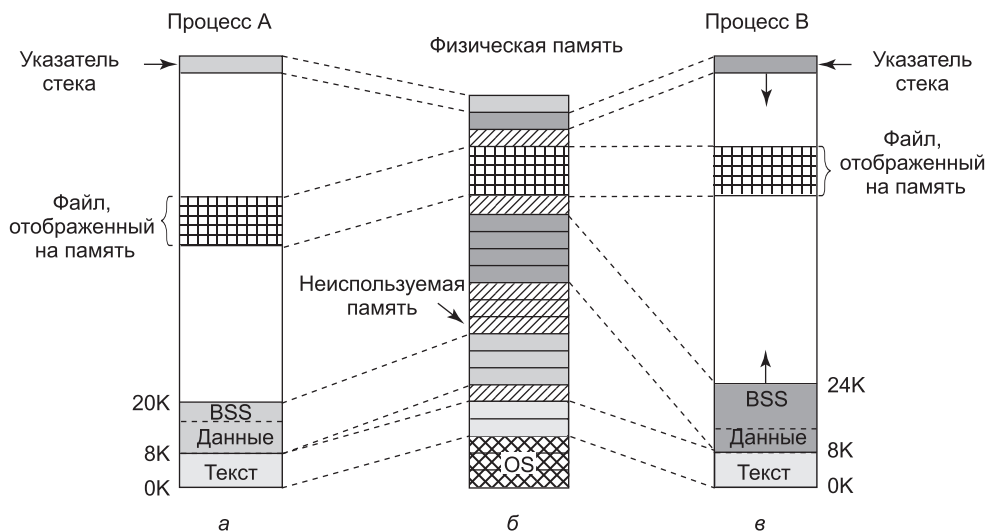 Процесс A
Физическая память
Процесс B
Указатель
стека
Указатель
стека
Файл,
отображенный
на память
Файл,
отображенный
на память
Неиспользуемая
память
20K
BSS
Данные
8K
Текст
0K
OS
24K
BSS
Данные
8K
Текст
0K
а
б
в